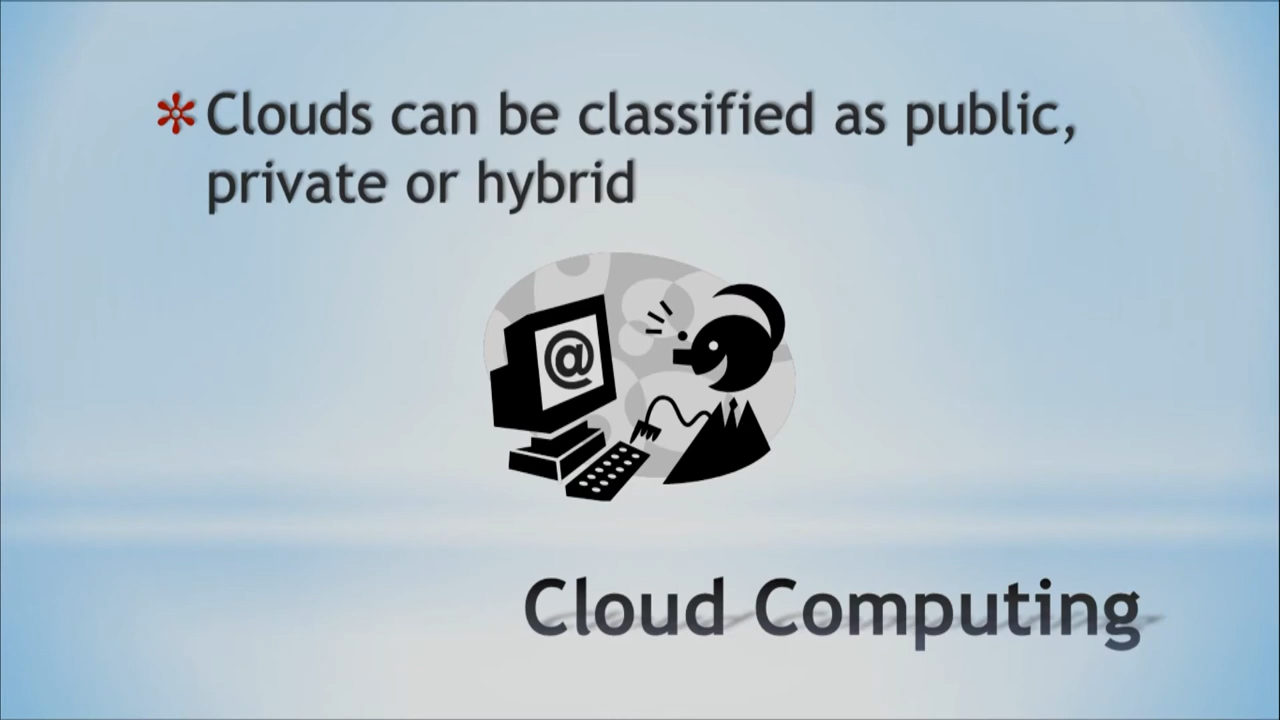 Clouds can be classified as public,
private or hybrid
@
Cloud Computing